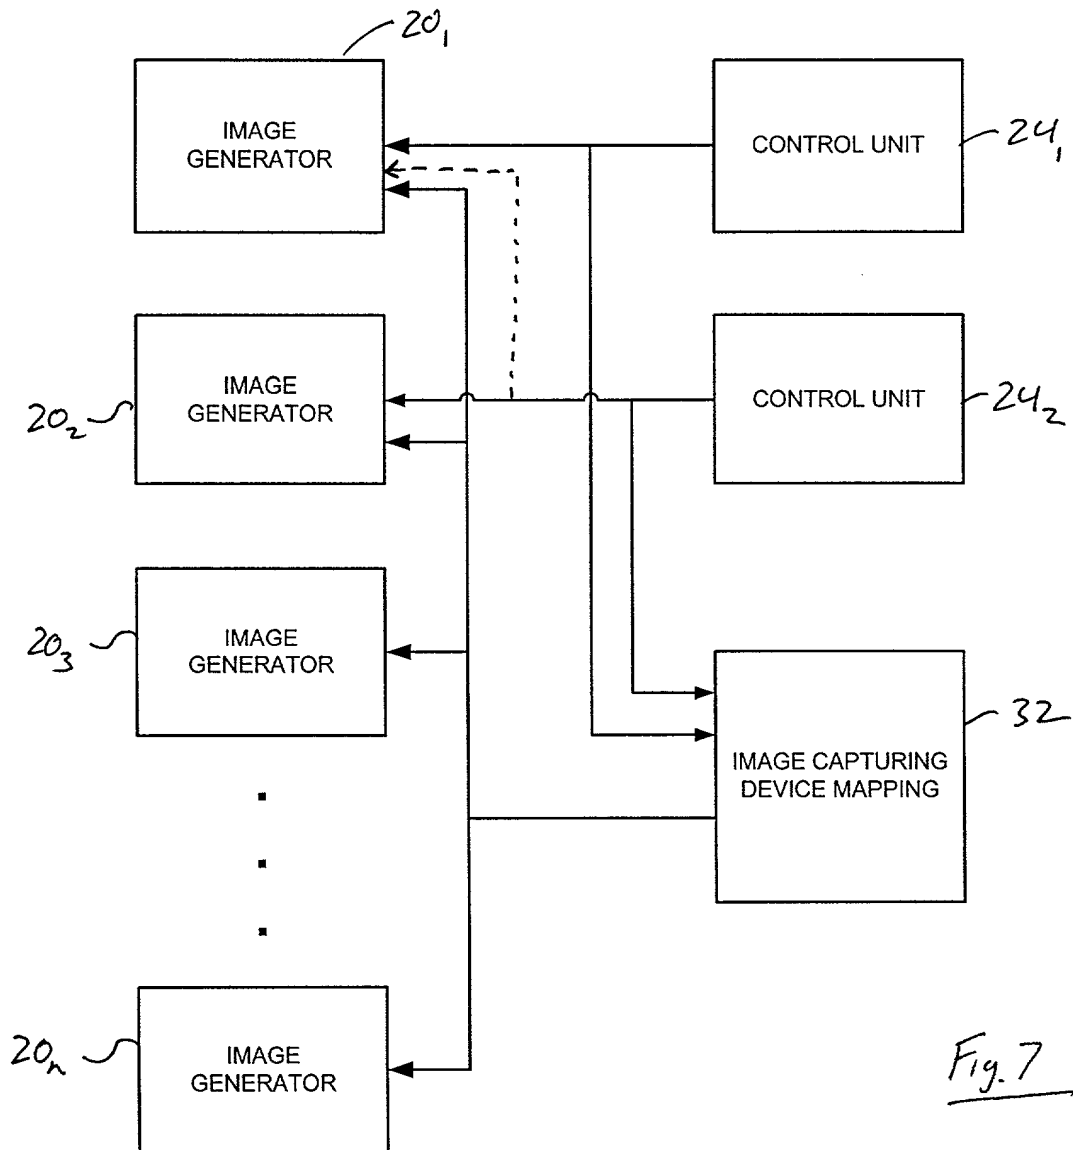 20₁
IMAGE
GENERATOR
CONTROL UNIT
24₁
IMAGE
GENERATOR
20₂
CONTROL UNIT
24₂
IMAGE
GENERATOR
20₃
IMAGE CAPTURING
DEVICE MAPPING
32
20ₙ
IMAGE
GENERATOR
Fig. 7